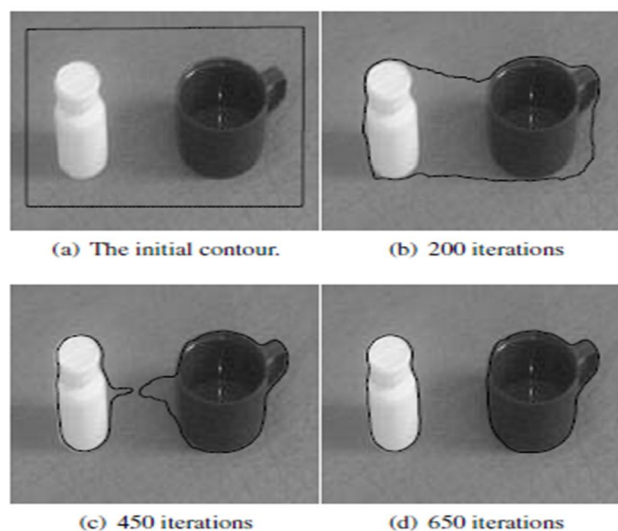 (a) The initial contour.
(b) 200 iterations
(c) 450 iterations
(d) 650 iterations